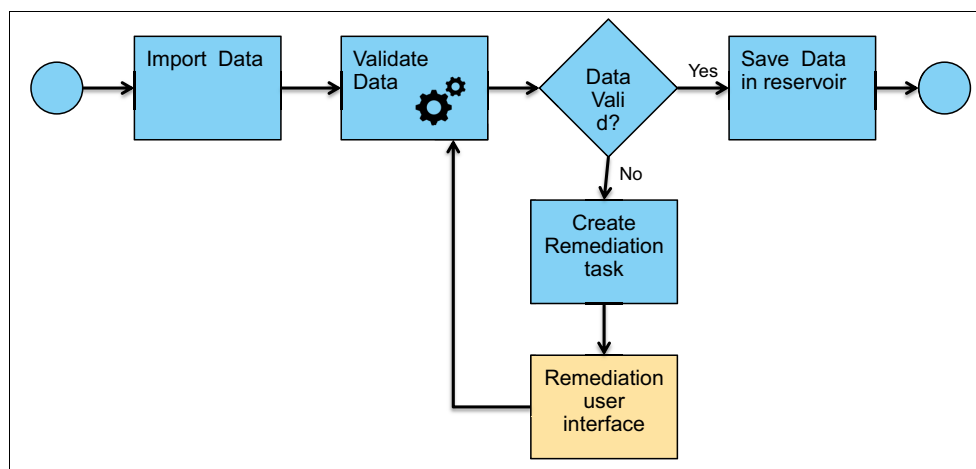 Import Data
Validate
Data
Data
Vali
d?
Yes
Save Data
in reservoir
No
Create
Remediation
task
Remediation
user
interface